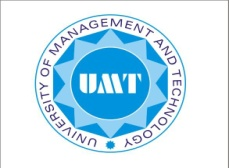 UNIVERSITY OF MANAGEMENT AND TECHNOLOGY
UMT